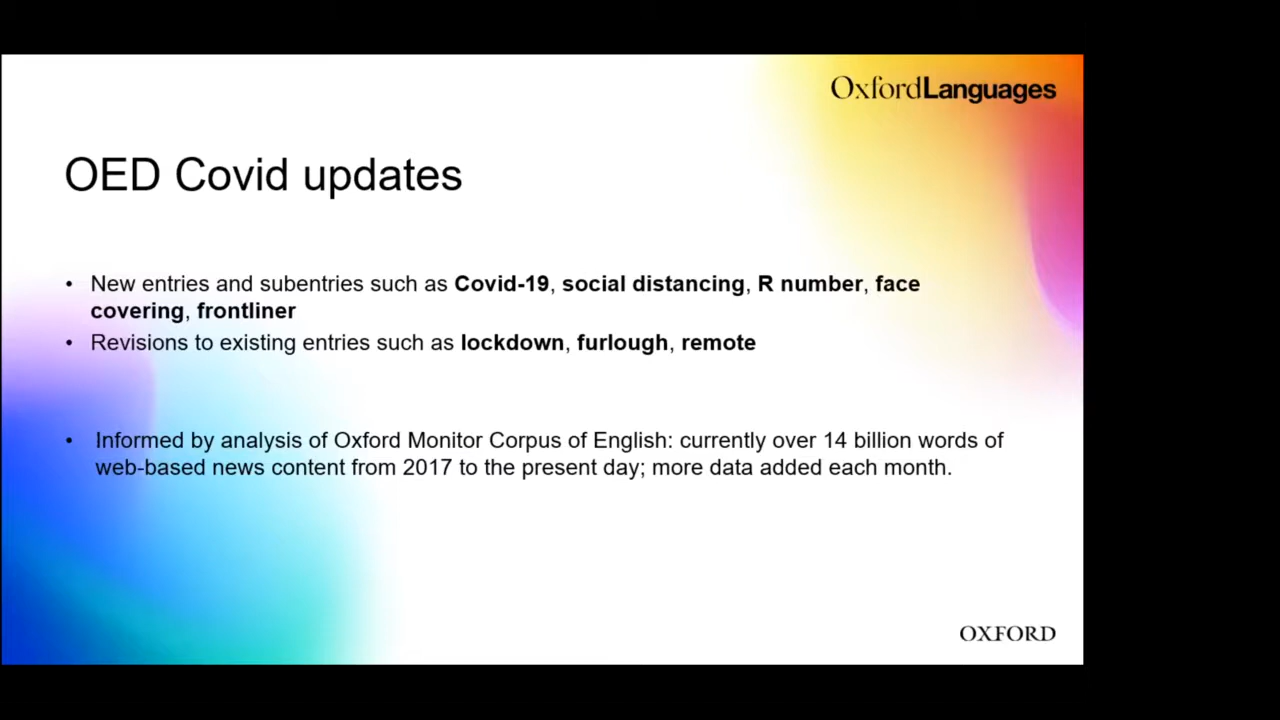 OxfordLanguages
OED Covid updates
• New entries and subentries such as Covid-19, social distancing, R number, face
covering, frontliner
• Revisions to existing entries such as lockdown, furlough, remote
• Informed by analysis of Oxford Monitor Corpus of English: currently over 14 billion words of
web-based news content from 2017 to the present day; more data added each month.
OXFORD